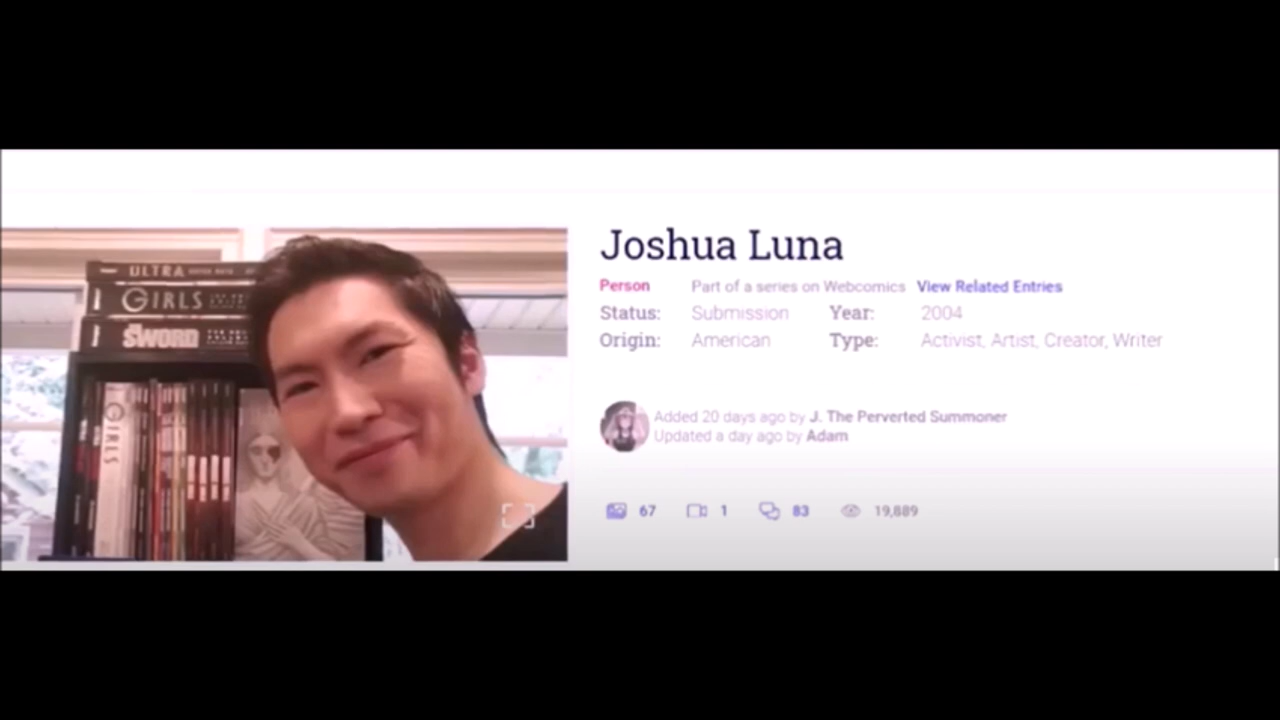 Joshua Luna
Person Part of a series on Webcomics View Related Entries
Status: Submission Year: 2004
Origin: American Type: Activist, Artist, Creator, Writer
Added 20 days ago by J. The Perverted Summoner
Updated a day ago by Adam
67 1 83 19,889
ULTRA
GIRLS
SWORD
GIRLS